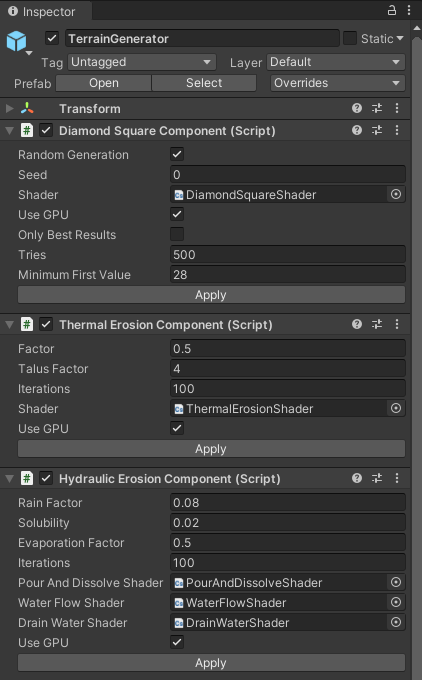 Inspector
TerrainGenerator Static
Tag Untagged Layer Default
Prefab Open Select Overrides
Transform
# Diamond Square Component (Script)
Random Generation
Seed 0
Shader DiamondSquareShader
Use GPU
Only Best Results
Tries 500
Minimum First Value 28
Apply
# Thermal Erosion Component (Script)
Factor 0.5
Talus Factor 4
Iterations 100
Shader ThermalErosionShader
Use GPU
Apply
# Hydraulic Erosion Component (Script)
Rain Factor 0.08
Solubility 0.02
Evaporation Factor 0.5
Iterations 100
Pour And Dissolve Shader PourAndDissolveShader
Water Flow Shader WaterFlowShader
Drain Water Shader DrainWaterShader
Use GPU
Apply